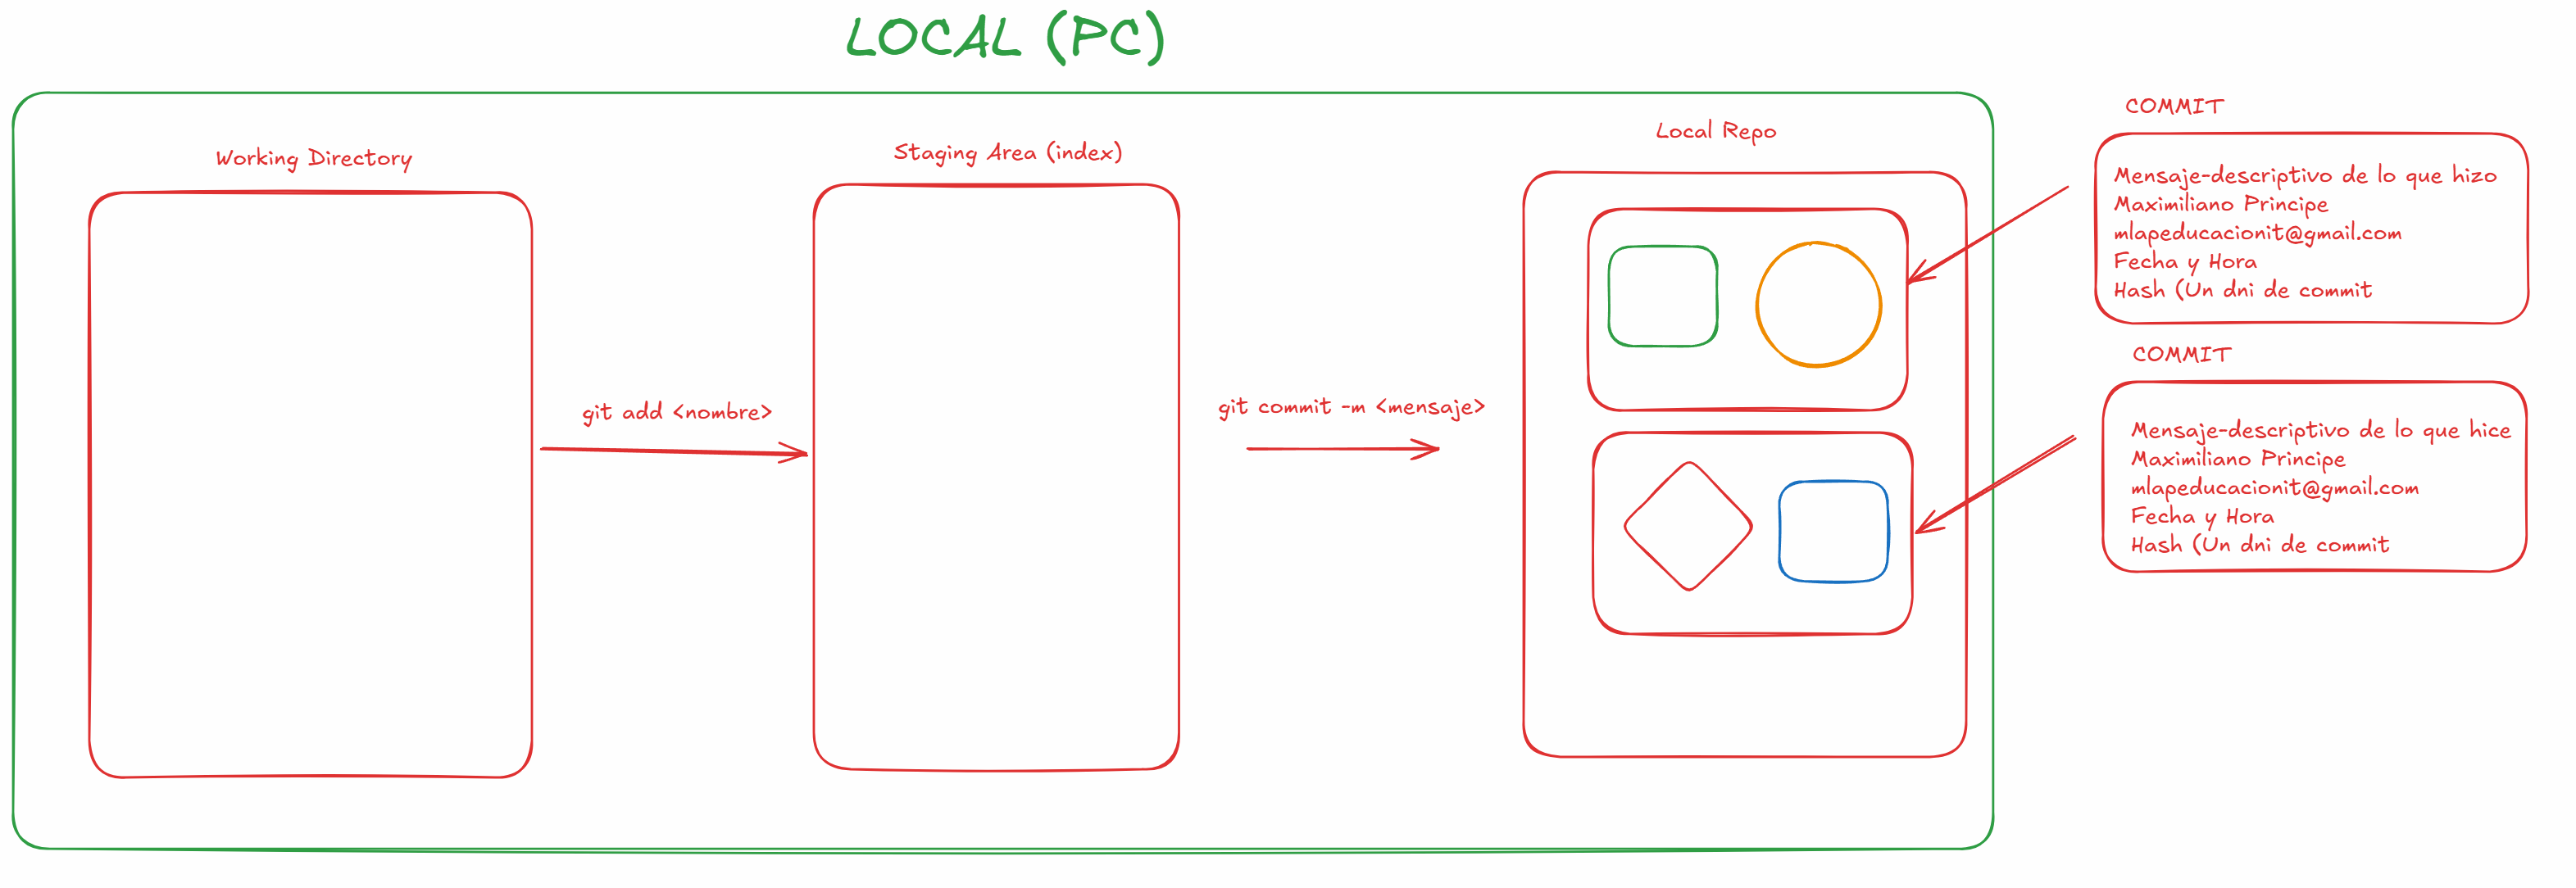 LOCAL (PC)
Working Directory
Staging Area (index)
Local Repo
git add <nombre>
git commit -m <mensaje>
COMMIT
Mensaje-descriptivo de lo que hizo
Maximiliano Principe
mlapeducacionit@gmail.com
Fecha y Hora
Hash (Un dni de commit
COMMIT
Mensaje-descriptivo de lo que hice
Maximiliano Principe
mlapeducacionit@gmail.com
Fecha y Hora
Hash (Un dni de commit